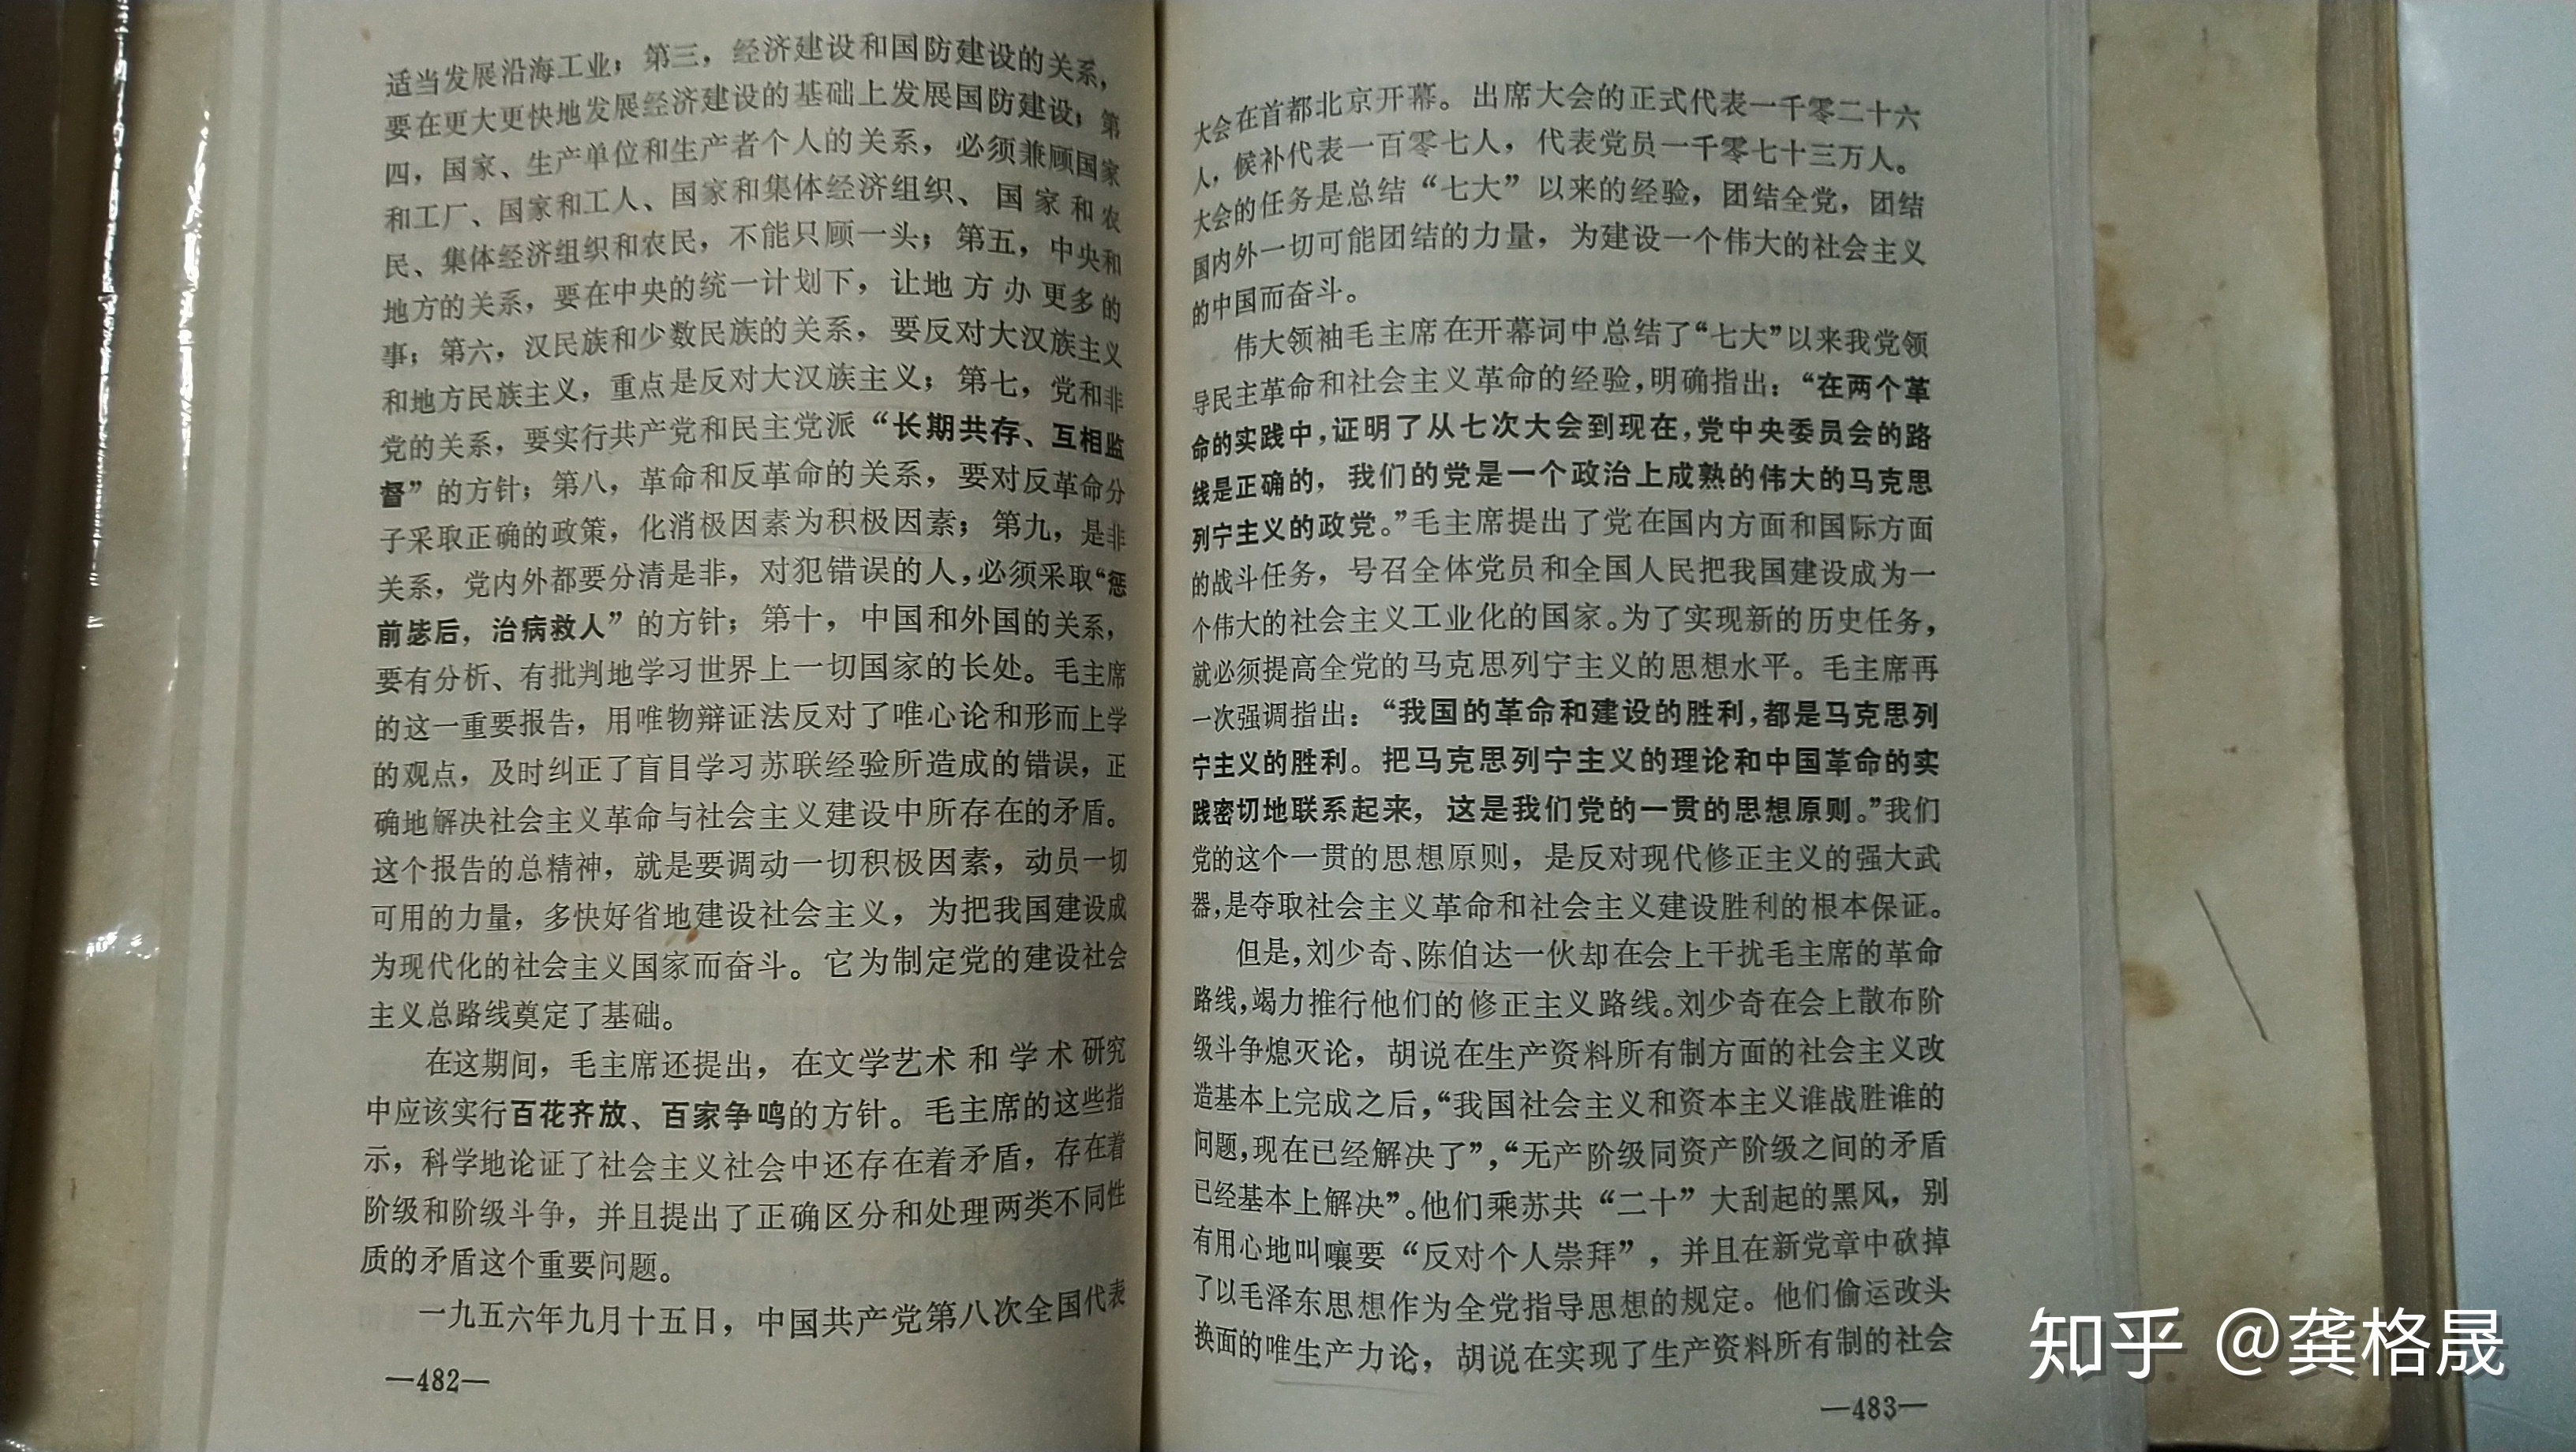 适当发展沿海工业；第三，经济建设和国防建设的关系，
要在更大更快地发展经济建设的基础上发展国防建设；第
四，国家、生产单位和生产者个人的关系，必须兼顾国家
和工厂、国家和工人、国家和集体经济组织、国家和农
民、集体经济组织和农民，不能只顾一头；第五，中央和
地方的关系，要在中央的统一计划下，让地方办更多的
事；第六，汉民族和少数民族的关系，要反对大汉族主义
和地方民族主义，重点是反对大汉族主义；第七，党和非
党的关系，要实行共产党和民主党派“长期共存、互相监
督”的方针；第八，革命和反革命的关系，要对反革命分
子采取正确的政策，化消极因素为积极因素；第九，是非
关系，党内外都要分清是非，对犯错误的人，必须采取“惩
前毖后，治病救人”的方针；第十，中国和外国的关系，
要有分析、有批判地学习世界上一切国家的长处。毛主席
的这一重要报告，用唯物辩证法反对了唯心论和形而上学
的观点，及时纠正了盲目学习苏联经验所造成的错误，正
确地解决社会主义革命与社会主义建设中所存在的矛盾。
这个报告的总精神，就是要调动一切积极因素，动员一切
可用的力量，多快好省地建设社会主义，为把我国建设成
为现代化的社会主义国家而奋斗。它为制定党的建设社会
主义总路线奠定了基础。
在这期间，毛主席还提出，在文学艺术和学术研究
中应该实行百花齐放、百家争鸣的方针。毛主席的这些指
示，科学地论证了社会主义社会中还存在着矛盾，存在着
阶级和阶级斗争，并且提出了正确区分和处理两类不同性
质的矛盾这个重要问题。
一九五六年九月十五日，中国共产党第八次全国代表
—482—
大会在首都北京开幕。出席大会的正式代表一千零二十六
人，候补代表一百零七人，代表党员一千零七十三万人。
大会的任务是总结“七大”以来的经验，团结全党，团结
国内外一切可能团结的力量，为建设一个伟大的社会主义
的中国而奋斗。
伟大领袖毛主席在开幕词中总结了“七大”以来我党领
导民主革命和社会主义革命的经验，明确指出：“在两个革
命的实践中，证明了从七次大会到现在，党中央委员会的路
线是正确的，我们的党是一个政治上成熟的伟大的马克思
列宁主义的政党。”毛主席提出了党在国内方面和国际方面
的战斗任务，号召全体党员和全国人民把我国建设成为一
个伟大的社会主义工业化的国家。为了实现新的历史任务，
就必须提高全党的马克思列宁主义的思想水平。毛主席再
一次强调指出：“我国的革命和建设的胜利，都是马克思列
宁主义的胜利。把马克思列宁主义的理论和中国革命的实
践密切地联系起来，这是我们党的一贯的思想原则。”我们
党的这个一贯的思想原则，是反对现代修正主义的强大武
器，是夺取社会主义革命和社会主义建设胜利的根本保证。
但是，刘少奇、陈伯达一伙却在会上干扰毛主席的革命
路线，竭力推行他们的修正主义路线。刘少奇在会上散布阶
级斗争熄灭论，胡说在生产资料所有制方面的社会主义改
造基本上完成之后，“我国社会主义和资本主义谁战胜谁的
问题，现在已经解决了”，“无产阶级同资产阶级之间的矛盾
已经基本上解决”。他们乘苏共“二十”大刮起的黑风，别
有用心地叫嚷要“反对个人崇拜”，并且在新党章中砍掉
了以毛泽东思想作为全党指导思想的规定。他们偷运改头
换面的唯生产力论，胡说在实现了生产资料所有制的社会
—483—
知乎 @龚格晟